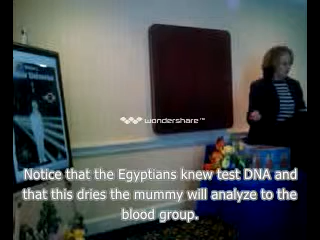 wondershare™
Notice that the Egyptians knew test DNA and
that this dries the mummy will analyze to the
blood group.